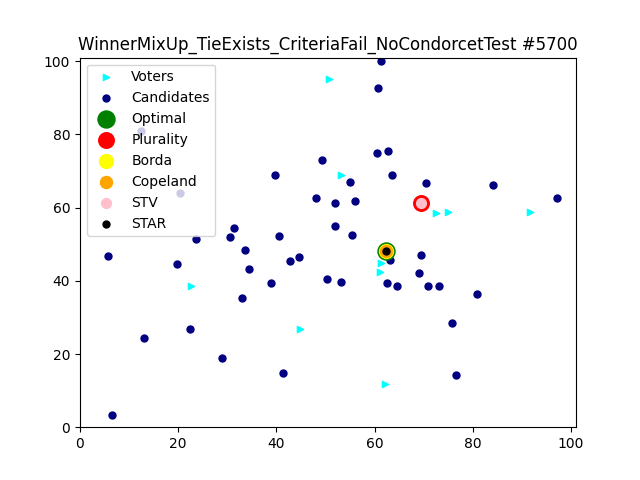 WinnerMixUp_TieExists_CriteriaFail_NoCondorcetTest #5700
100
80
60
40
20
0
0 20 40 60 80 100
Voters
Candidates
Optimal
Plurality
Borda
Copeland
STV
STAR